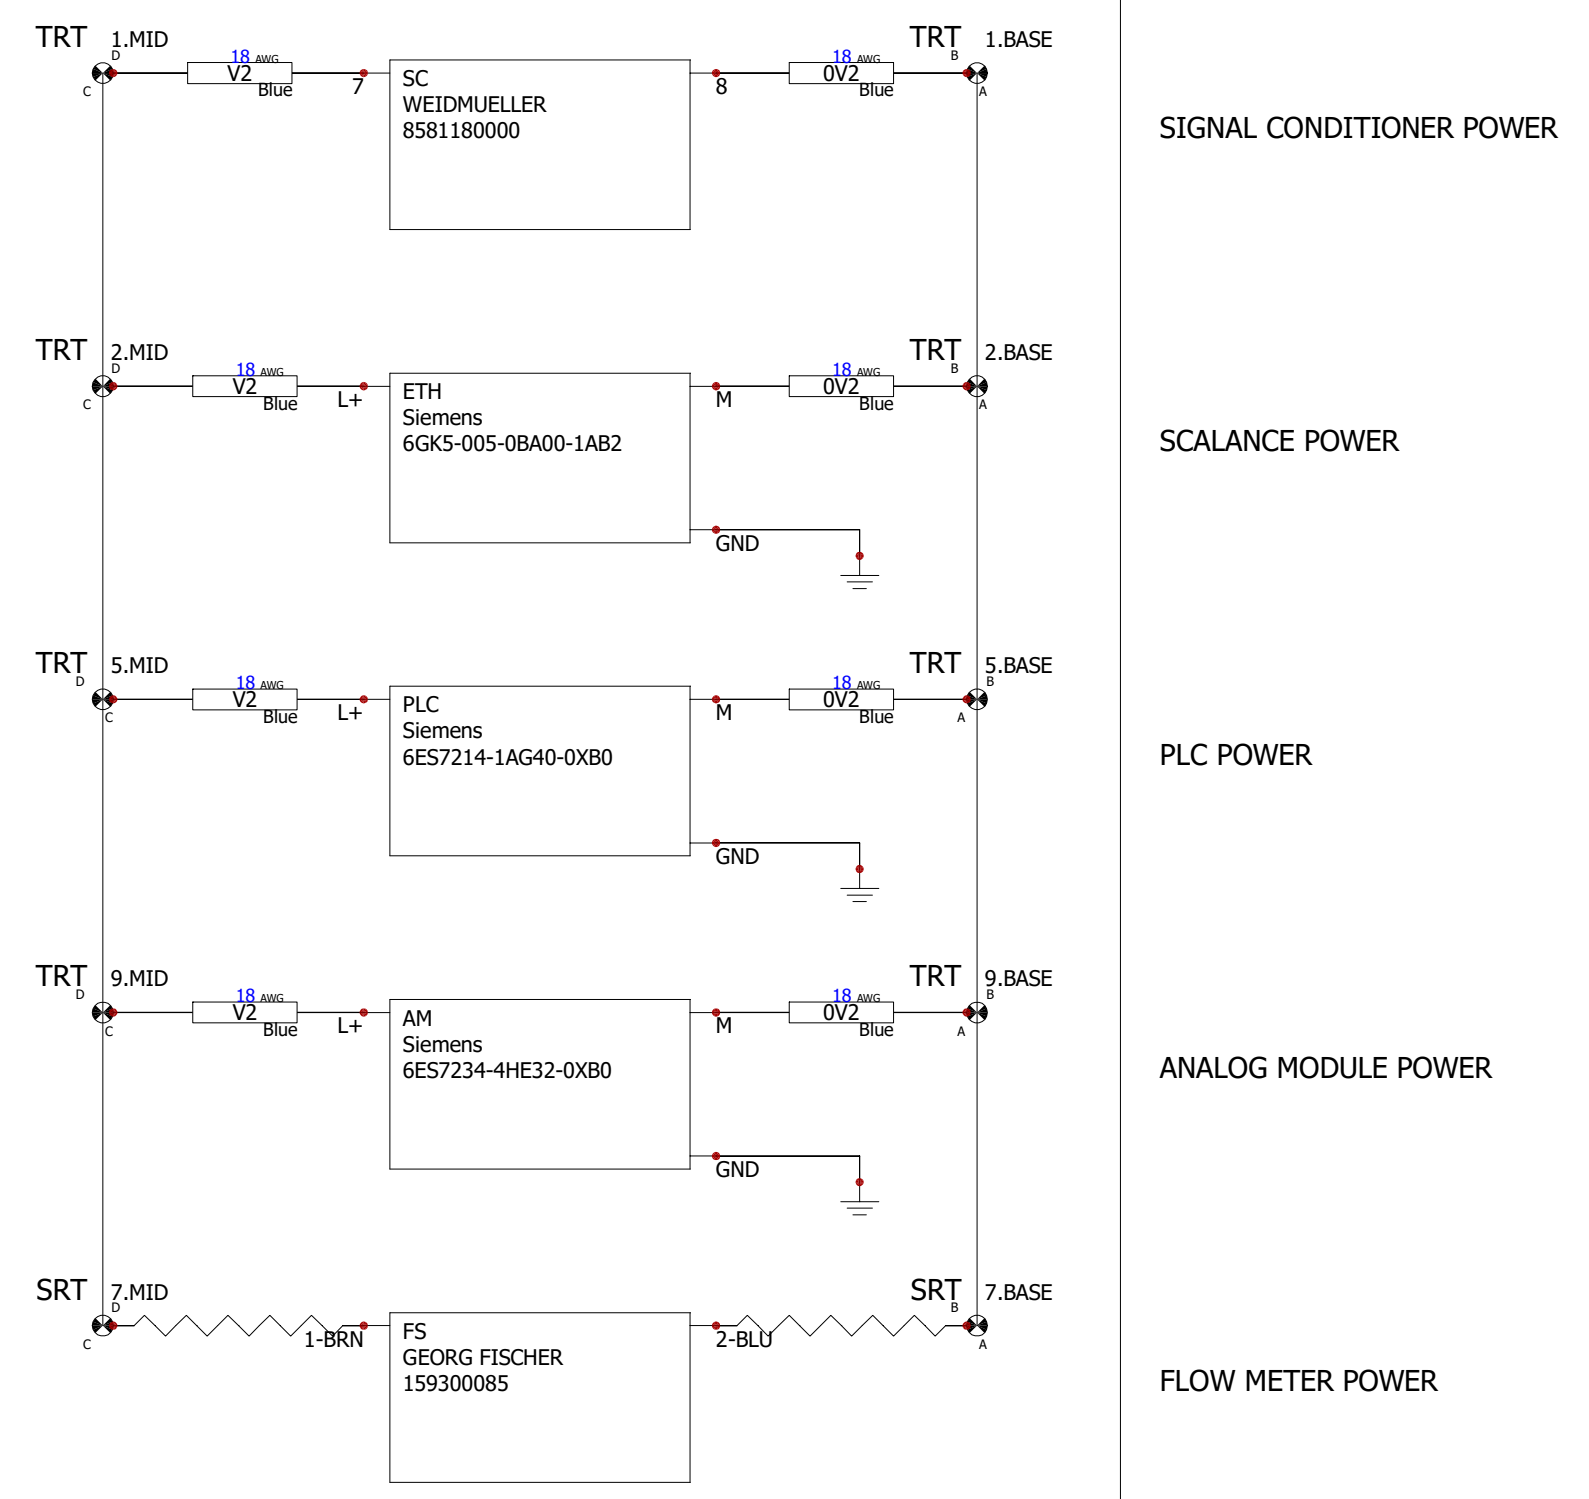 TRT 1.MID
D
18 AWG
V2
Blue
C
7
SC
WEIDMUELLER
8581180000
8
18 AWG
0V2
Blue
TRT 1.BASE
B
A
SIGNAL CONDITIONER POWER
TRT 2.MID
D
18 AWG
V2
Blue
C
L+
ETH
Siemens
6GK5-005-0BA00-1AB2
M
18 AWG
0V2
Blue
TRT 2.BASE
B
A
GND
SCALANCE POWER
TRT 5.MID
D
18 AWG
V2
Blue
C
L+
PLC
Siemens
6ES7214-1AG40-0XB0
M
18 AWG
0V2
Blue
TRT 5.BASE
B
A
GND
PLC POWER
TRT 9.MID
D
18 AWG
V2
Blue
C
L+
AM
Siemens
6ES7234-4HE32-0XB0
M
18 AWG
0V2
Blue
TRT 9.BASE
B
A
GND
ANALOG MODULE POWER
SRT 7.MID
D
C
1-BRN
FS
GEORG FISCHER
159300085
2-BLU
SRT 7.BASE
B
A
FLOW METER POWER